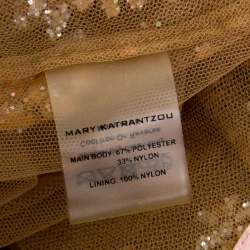 MARY KATRANTZOU
MAIN BODY: 67% POLYESTER
33% NYLON
LINING: 100% NYLON